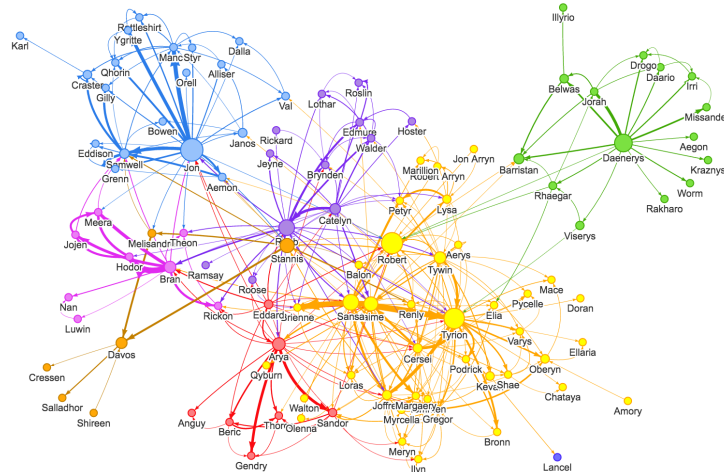 Illyrio
Rattleshirt
Ygritte
Karl
Styr
Dalla
Drogo
Daario
Qhorin
Alliser
Belwas
Jorah
Irri
Craster
Orell
Roslin
Gilly
Val
Lothar
Missandei
Bowen
Edmure
Hoster
Janos
Rickard
Walder
Aegon
Eddison
Samwell
Jon
Jeyne
Jon Arryn
Daenerys
Grenn
Brynden
Marillion
Robert Arryn
Barristan
Kraznys
Aemon
Petyr
Lysa
Rhaegar
Worm
Rakharo
Meera
Catelyn
Viserys
Jojen
Melisandre
Theon
Stannis
Robert
Aerys
Hodor
Bran
Ramsay
Balon
Tywin
Roose
Mace
Nan
Rickon
Eddard
Brienne
Sansa
Renly
Elia
Pycelle
Doran
Luwin
Tyrion
Varys
Davos
Arya
Cersei
Ellaria
Qyburn
Podrick
Oberyn
Cressen
Loras
Shae
Chataya
Salladhor
Walton
Joffrey
Margaery
Amory
Shireen
Anguy
Olenna
Sandor
Myrcella
Gregor
Beric
Bronn
Meryn
Gendry
Ilyn
Lancel